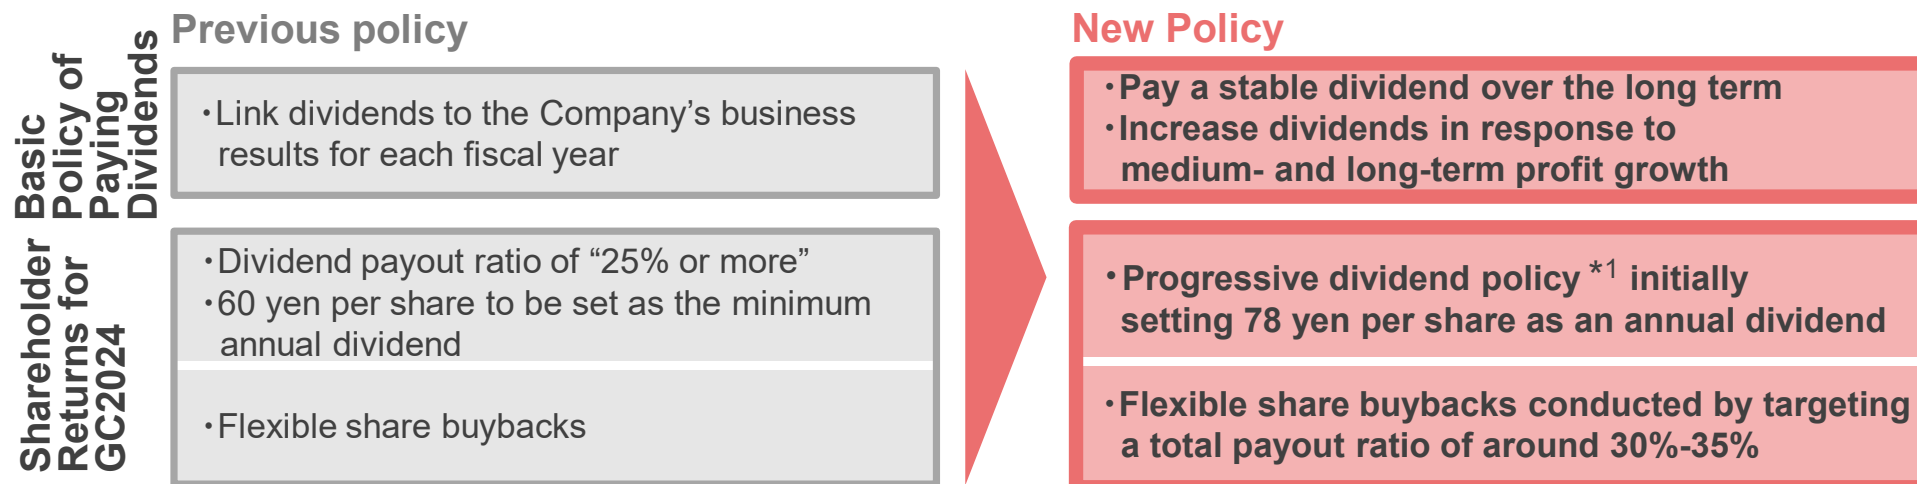 Previous policy
New Policy
Basic
Policy of
Paying
Dividends
・Link dividends to the Company’s business
results for each fiscal year
・Pay a stable dividend over the long term
・Increase dividends in response to
medium- and long-term profit growth
Shareholder
Returns for
GC2024
・Dividend payout ratio of “25% or more”
・60 yen per share to be set as the minimum
annual dividend
・Flexible share buybacks
・Progressive dividend policy *1 initially
setting 78 yen per share as an annual dividend
・Flexible share buybacks conducted by targeting
a total payout ratio of around 30%-35%